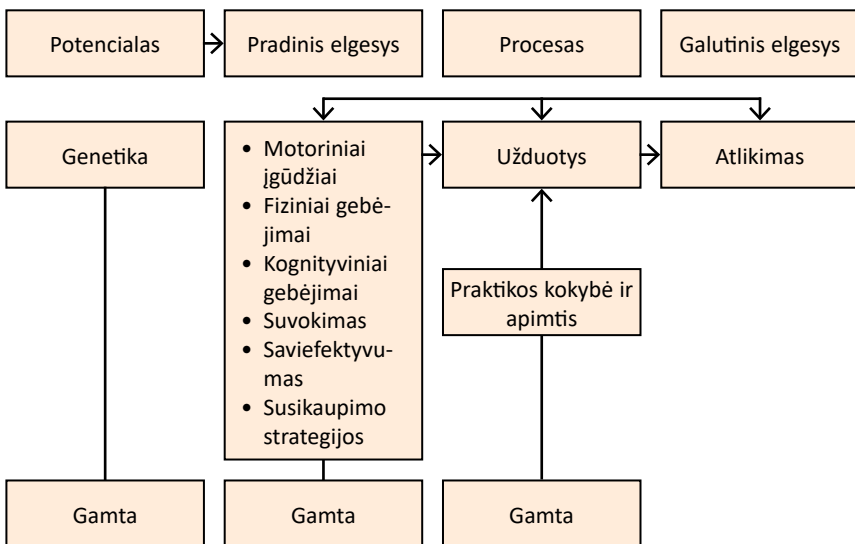 Potencialas
Pradinis elgesys
Procesas
Galutinis elgesys
Genetika
• Motoriniai
įgūdžiai
• Fiziniai gebė-
jimai
• Kognityviniai
gebėjimai
• Suvokimas
• Saviefektyvu-
mas
• Susikaupimo
strategijos
Užduotys
Atlikimas
Praktikos kokybė ir
apimtis
Gamta
Gamta
Gamta